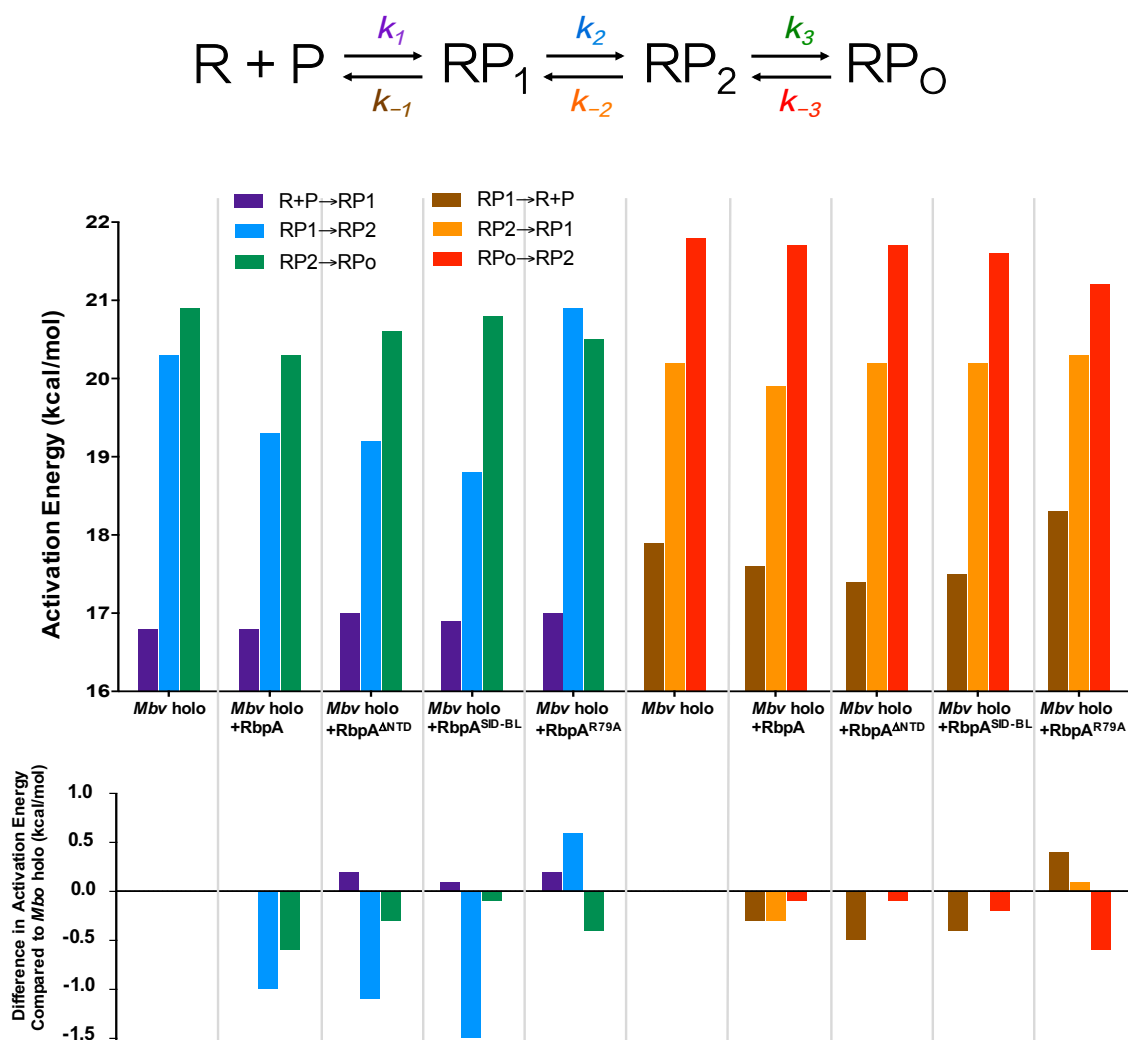 k1 k2 k3
R + P RP1 RP2 RPO
k−1 k−2 k−3
R+P→RP1 RP1→R+P
RP1→RP2 RP2→RP1
RP2→RPo RPo→RP2
Activation Energy (kcal/mol)
22
21
20
19
18
17
16
Mbv holo
Mbv holo
+RbpA
Mbv holo
+RbpAΔNTD
Mbv holo
+RbpASID-BL
Mbv holo
+RbpAR79A
Mbv holo
Mbv holo
+RbpA
Mbv holo
+RbpAΔNTD
Mbv holo
+RbpASID-BL
Mbv holo
+RbpAR79A
Difference in Activation Energy
Compared to Mbo holo (kcal/mol)
1.0
0.5
0.0
-0.5
-1.0
-1.5